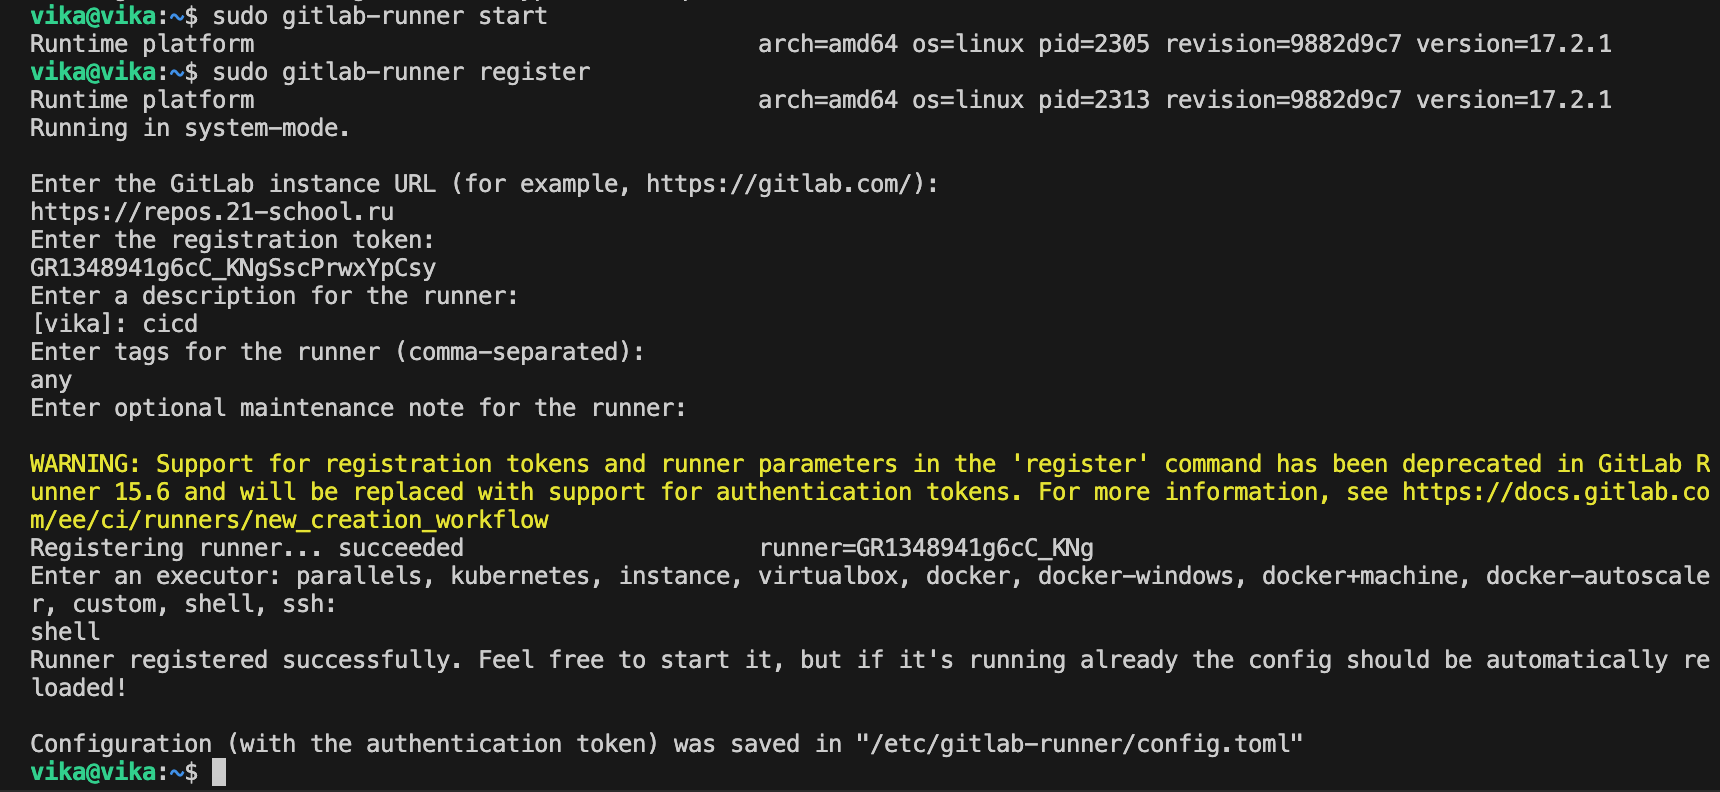 vika@vika:~$ sudo gitlab-runner start
Runtime platform                                    arch=amd64 os=linux pid=2305 revision=9882d9c7 version=17.2.1
vika@vika:~$ sudo gitlab-runner register
Runtime platform                                    arch=amd64 os=linux pid=2313 revision=9882d9c7 version=17.2.1
Running in system-mode.

Enter the GitLab instance URL (for example, https://gitlab.com/):
https://repos.21-school.ru
Enter the registration token:
GR1348941g6cC_KNgSscPrwxYpCsy
Enter a description for the runner:
[vika]: cicd
Enter tags for the runner (comma-separated):
any
Enter optional maintenance note for the runner:

WARNING: Support for registration tokens and runner parameters in the 'register' command has been deprecated in GitLab R
unner 15.6 and will be replaced with support for authentication tokens. For more information, see https://docs.gitlab.co
m/ee/ci/runners/new_creation_workflow
Registering runner... succeeded                     runner=GR1348941g6cC_KNg
Enter an executor: parallels, kubernetes, instance, virtualbox, docker, docker-windows, docker+machine, docker-autoscale
r, custom, shell, ssh:
shell
Runner registered successfully. Feel free to start it, but if it's running already the config should be automatically re
loaded!

Configuration (with the authentication token) was saved in "/etc/gitlab-runner/config.toml"
vika@vika:~$